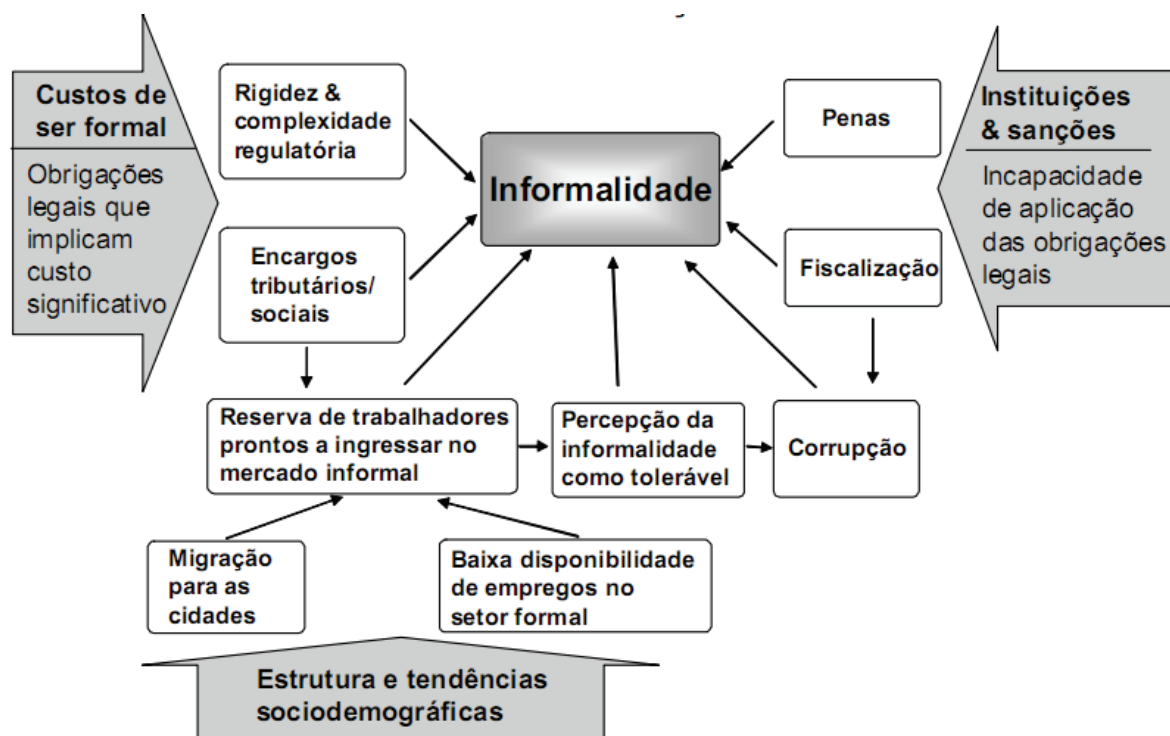 Custos de
ser formal
Obrigações
legais que
implicam
custo
significativo
Rigidez &
complexidade
regulatória
Encargos
tributários/
sociais
Informalidade
Penas
Fiscalização
Instituições
& sanções
Incapacidade
de aplicação
das obrigações
legais
Reserva de trabalhadores
prontos a ingressar no
mercado informal
Percepção da
informalidade
como tolerável
Corrupção
Migração
para as
cidades
Baixa disponibilidade
de empregos no
setor formal
Estrutura e tendências
sociodemográficas